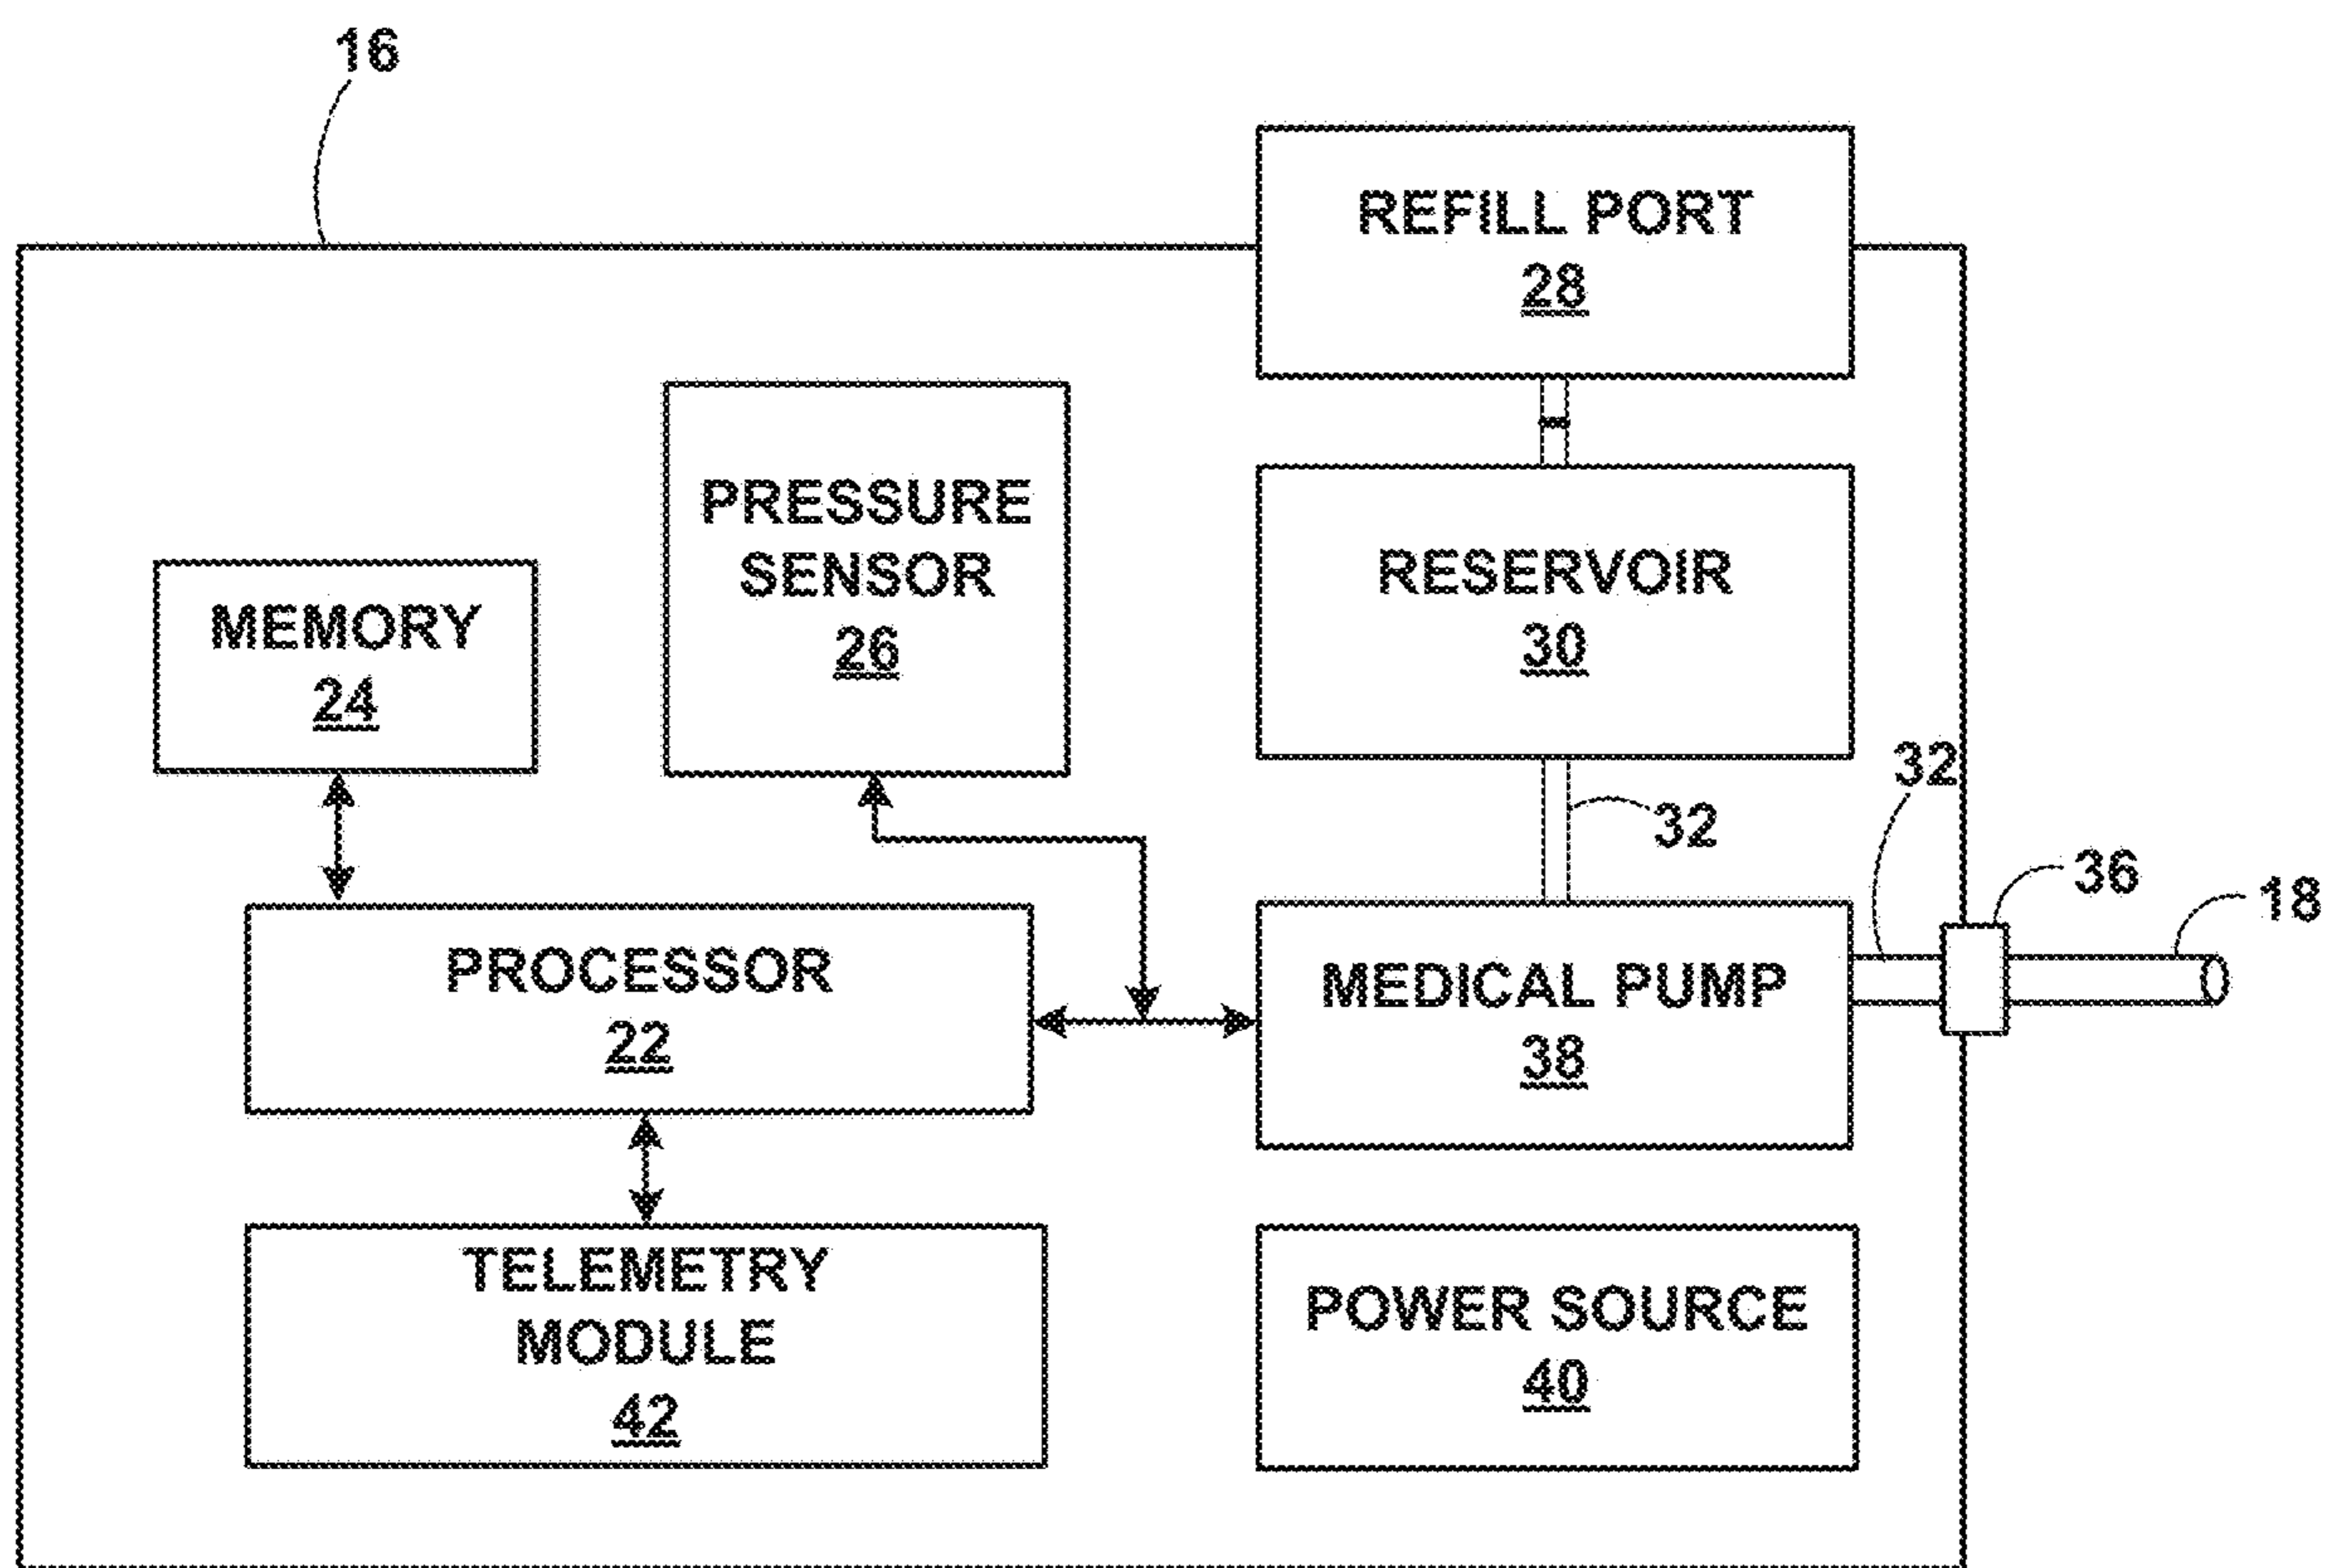 16
REFILL PORT
28
PRESSURE
SENSOR
26
RESERVOIR
30
MEMORY
24
32
32
36
18
PROCESSOR
22
MEDICAL PUMP
38
TELEMETRY
MODULE
42
POWER SOURCE
40